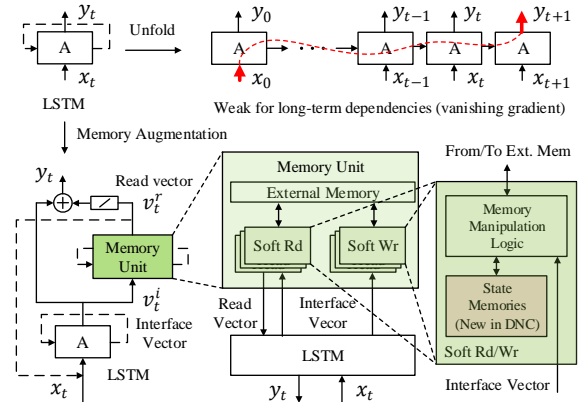 y_t
A
x_t
LSTM
Unfold
y_0
A
x_0
y_{t−1}
A
x_{t−1}
y_t
A
x_t
y_{t+1}
A
x_{t+1}
Weak for long-term dependencies (vanishing gradient)
Memory Augmentation
y_t
Read vector
v_t^r
Memory
Unit
v_t^i
Interface
Vector
A
x_t
LSTM
Memory Unit
External Memory
Soft Rd
Soft Wr
Read
Vector
Interface
Vecor
LSTM
y_t
x_t
From/To Ext. Mem
Memory
Manipulation
Logic
State
Memories
(New in DNC)
Soft Rd/Wr
Interface Vector